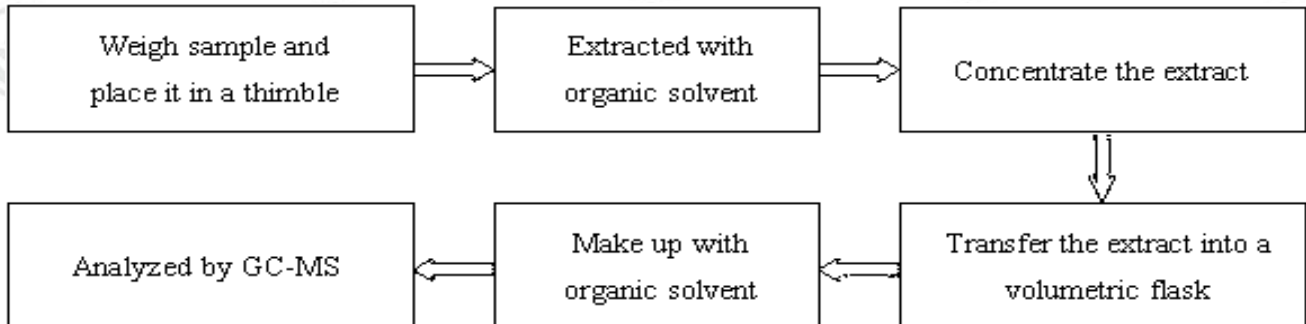 Weigh sample and
place it in a thimble
Extracted with
organic solvent
Concentrate the extract
Transfer the extract into a
volumetric flask
Make up with
organic solvent
Analyzed by GC-MS